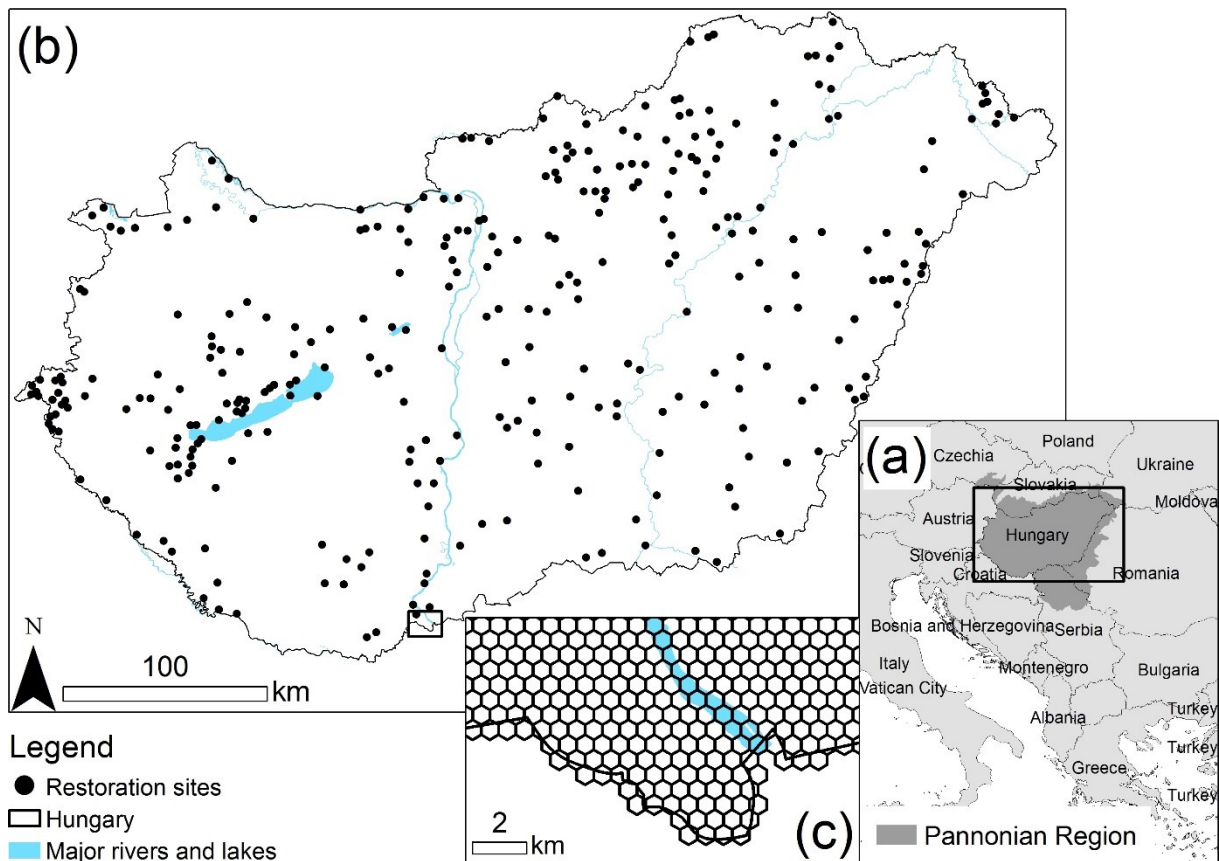 (b)
N
100
km
Legend
Restoration sites
Hungary
Major rivers and lakes
2
km
(c)
(a)
Poland
Czechia
Ukraine
Slovakia
Moldova
Austria
Hungary
Slovenia
Croatia
Romania
Bosnia and Herzegovina
Serbia
Italy
Montenegro
Bulgaria
Vatican City
Albania
Turkey
Turkey
Greece
Turkey
Pannonian Region